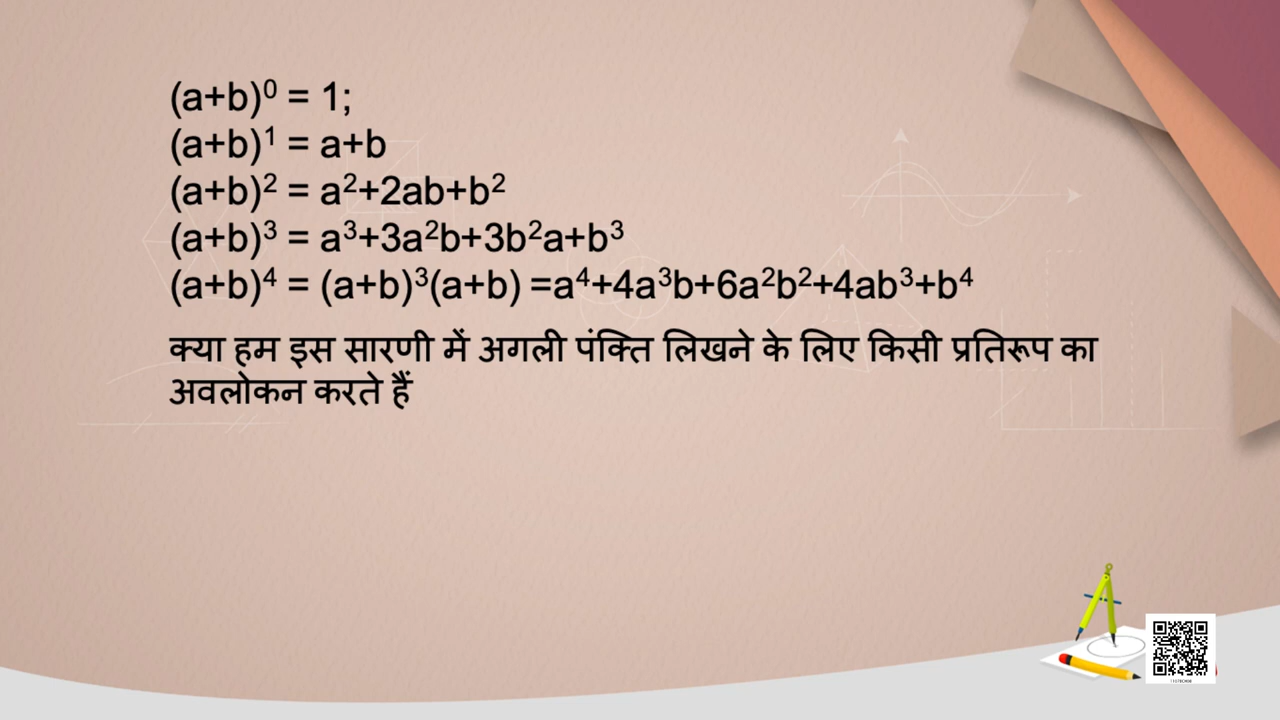 (a+b)⁰ = 1;
(a+b)¹ = a+b
(a+b)² = a²+2ab+b²
(a+b)³ = a³+3a²b+3b²a+b³
(a+b)⁴ = (a+b)³(a+b) =a⁴+4a³b+6a²b²+4ab³+b⁴
क्या हम इस सारणी में अगली पंक्ति लिखने के लिए किसी प्रतिरूप का
अवलोकन करते हैं